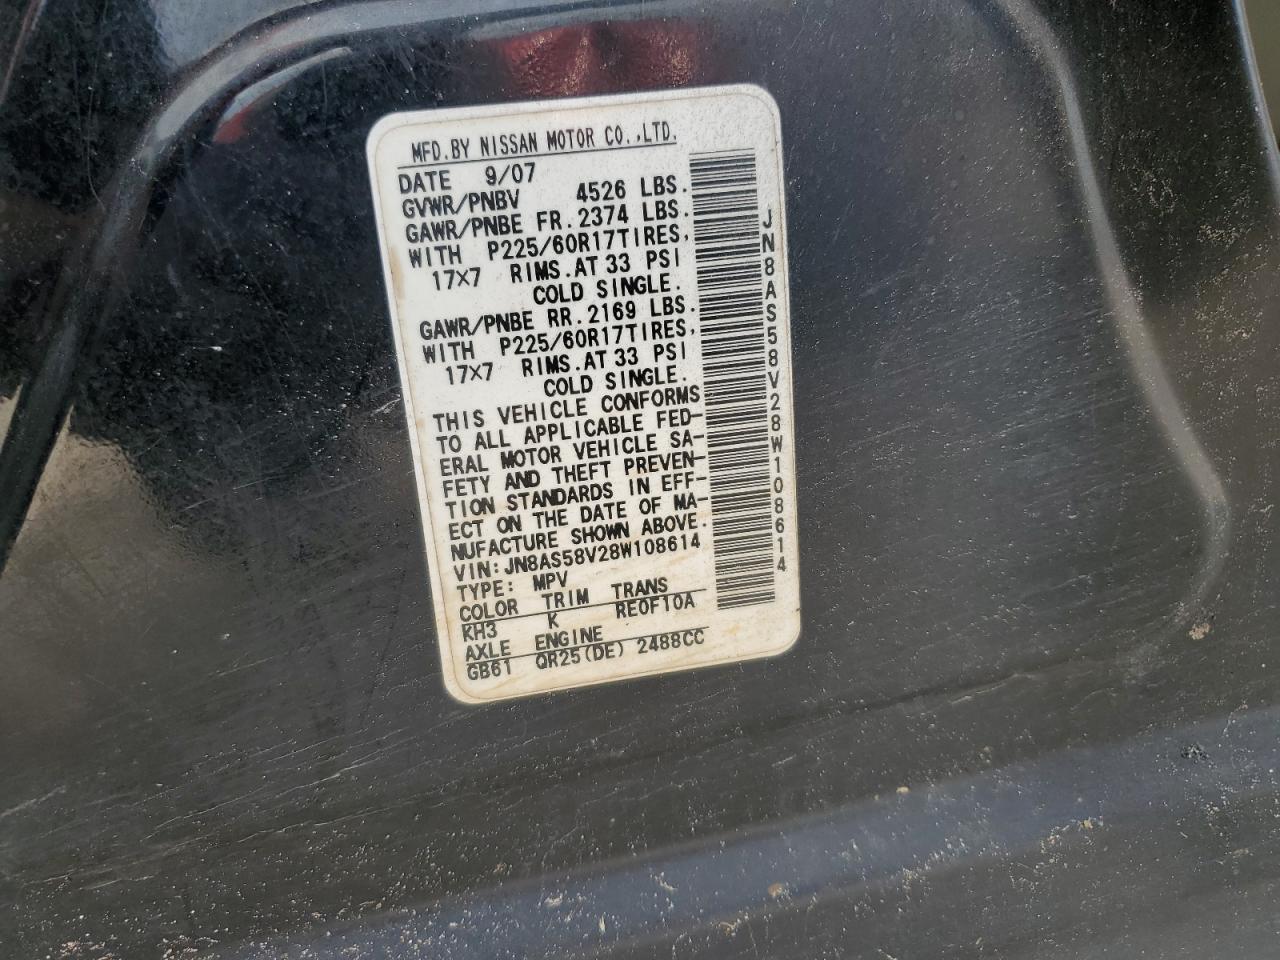 MFD.BY NISSAN MOTOR CO.,LTD.
DATE 9/07
GVWR/PNBV 4526 LBS.
GAWR/PNBE FR.2374 LBS.
WITH P225/60R17TIRES,
17×7 RIMS.AT 33 PSI
COLD SINGLE.
GAWR/PNBE RR.2169 LBS.
WITH P225/60R17TIRES,
17×7 RIMS.AT 33 PSI
COLD SINGLE.
THIS VEHICLE CONFORMS
TO ALL APPLICABLE FED-
ERAL MOTOR VEHICLE SA-
FETY AND THEFT PREVEN-
TION STANDARDS IN EFF-
ECT ON THE DATE OF MA-
NUFACTURE SHOWN ABOVE.
VIN:JN8AS58V28W108614
TYPE: MPV
COLOR TRIM TRANS
KH3 K RE0F10A
AXLE ENGINE
GB61 QR25(DE) 2488CC
JN8AS58V28W108614